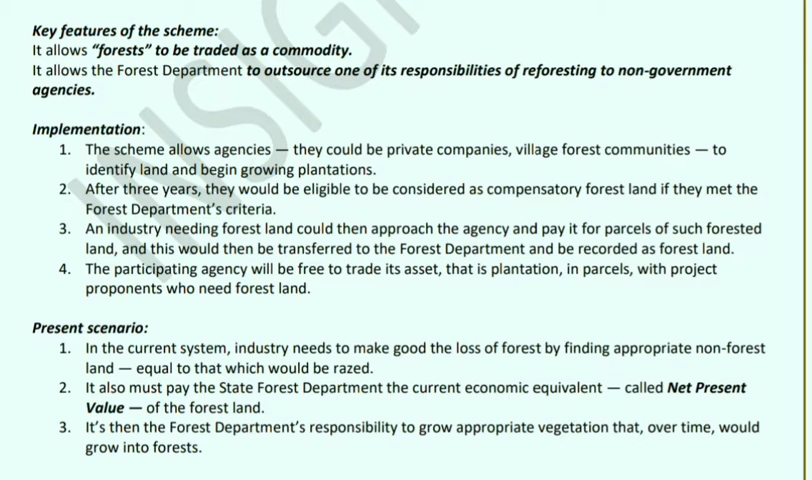 Key features of the scheme:
It allows “forests” to be traded as a commodity.
It allows the Forest Department to outsource one of its responsibilities of reforesting to non-government
agencies.
Implementation:
1. The scheme allows agencies — they could be private companies, village forest communities — to
identify land and begin growing plantations.
2. After three years, they would be eligible to be considered as compensatory forest land if they met the
Forest Department’s criteria.
3. An industry needing forest land could then approach the agency and pay it for parcels of such forested
land, and this would then be transferred to the Forest Department and be recorded as forest land.
4. The participating agency will be free to trade its asset, that is plantation, in parcels, with project
proponents who need forest land.
Present scenario:
1. In the current system, industry needs to make good the loss of forest by finding appropriate non-forest
land — equal to that which would be razed.
2. It also must pay the State Forest Department the current economic equivalent — called Net Present
Value — of the forest land.
3. It’s then the Forest Department’s responsibility to grow appropriate vegetation that, over time, would
grow into forests.
INSIG